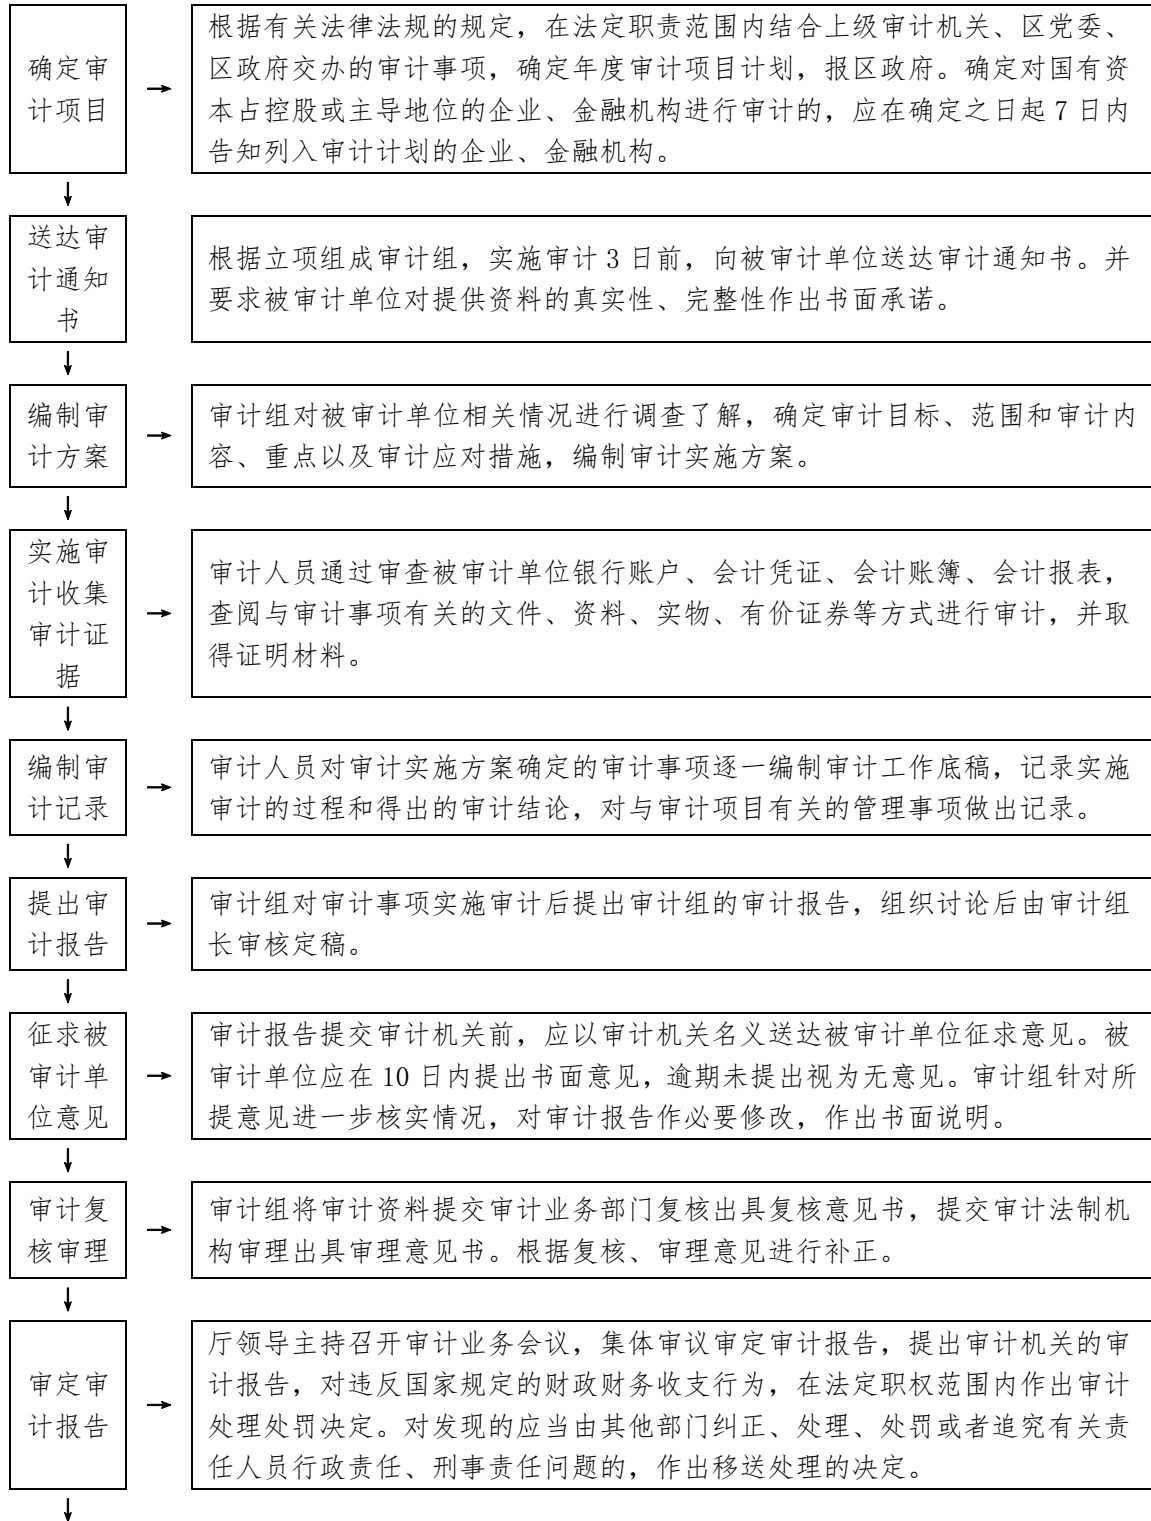 确定审
计项目
根据有关法律法规的规定，在法定职责范围内结合上级审计机关、区党委、
区政府交办的审计事项，确定年度审计项目计划，报区政府。确定对国有资
本占控股或主导地位的企业、金融机构进行审计的，应在确定之日起 7 日内
告知列入审计计划的企业、金融机构。
送达审
计通知
书
根据立项组成审计组，实施审计 3 日前，向被审计单位送达审计通知书。并
要求被审计单位对提供资料的真实性、完整性作出书面承诺。
编制审
计方案
审计组对被审计单位相关情况进行调查了解，确定审计目标、范围和审计内
容、重点以及审计应对措施，编制审计实施方案。
实施审
计收集
审计证
据
审计人员通过审查被审计单位银行账户、会计凭证、会计账簿、会计报表，
查阅与审计事项有关的文件、资料、实物、有价证券等方式进行审计，并取
得证明材料。
编制审
计记录
审计人员对审计实施方案确定的审计事项逐一编制审计工作底稿，记录实施
审计的过程和得出的审计结论，对与审计项目有关的管理事项做出记录。
提出审
计报告
审计组对审计事项实施审计后提出审计组的审计报告，组织讨论后由审计组
长审核定稿。
征求被
审计单
位意见
审计报告提交审计机关前，应以审计机关名义送达被审计单位征求意见。被
审计单位应在 10 日内提出书面意见，逾期未提出视为无意见。审计组针对所
提意见进一步核实情况，对审计报告作必要修改，作出书面说明。
审计复
核审理
审计组将审计资料提交审计业务部门复核出具复核意见书，提交审计法制机
构审理出具审理意见书。根据复核、审理意见进行补正。
审定审
计报告
厅领导主持召开审计业务会议，集体审议审定审计报告，提出审计机关的审
计报告，对违反国家规定的财政财务收支行为，在法定职权范围内作出审计
处理处罚决定。对发现的应当由其他部门纠正、处理、处罚或者追究有关责
任人员行政责任、刑事责任问题的，作出移送处理的决定。